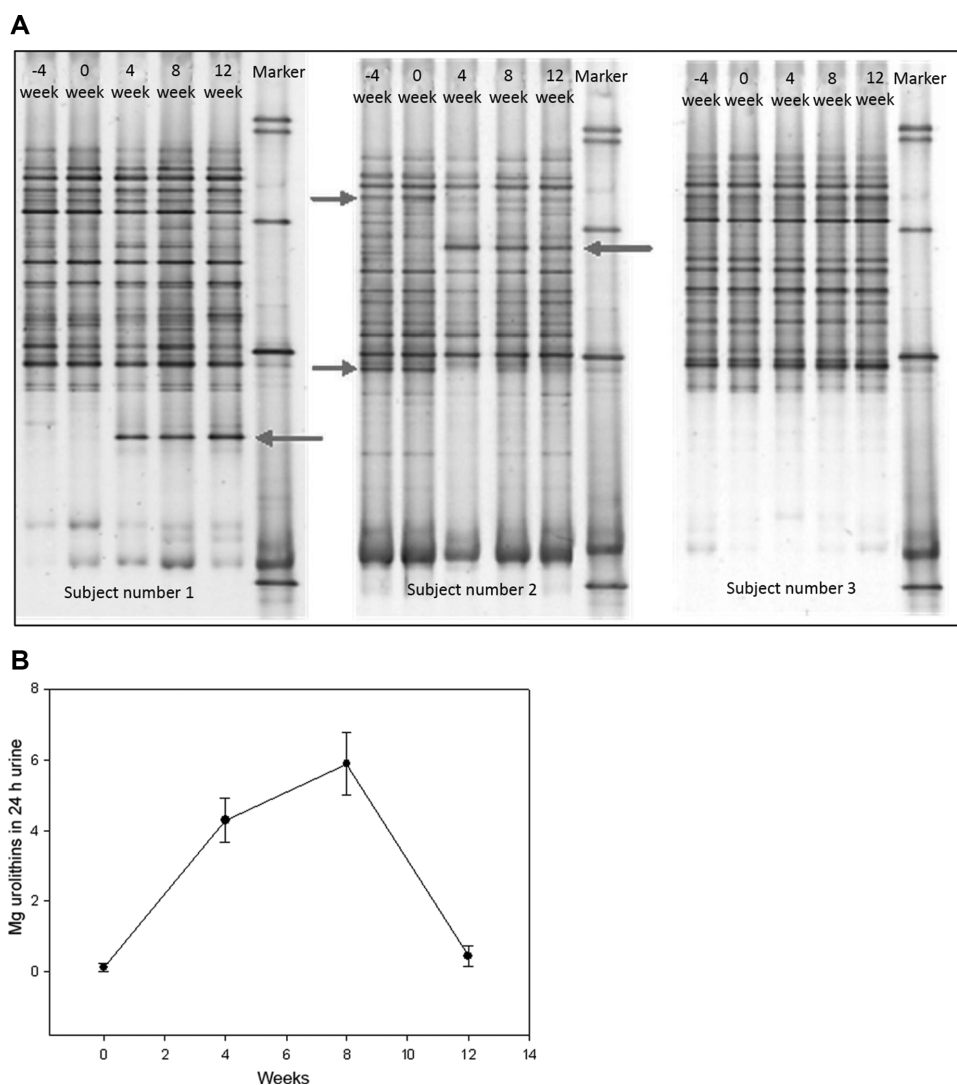 A
-4 0 4 8 12 Marker
week week week week week
-4 0 4 8 12 Marker
week week week week week
-4 0 4 8 12 Marker
week week week week week
Subject number 1
Subject number 2
Subject number 3
B
Mg urolithins in 24 h urine
8
6
4
2
0
0 2 4 6 8 10 12 14
Weeks